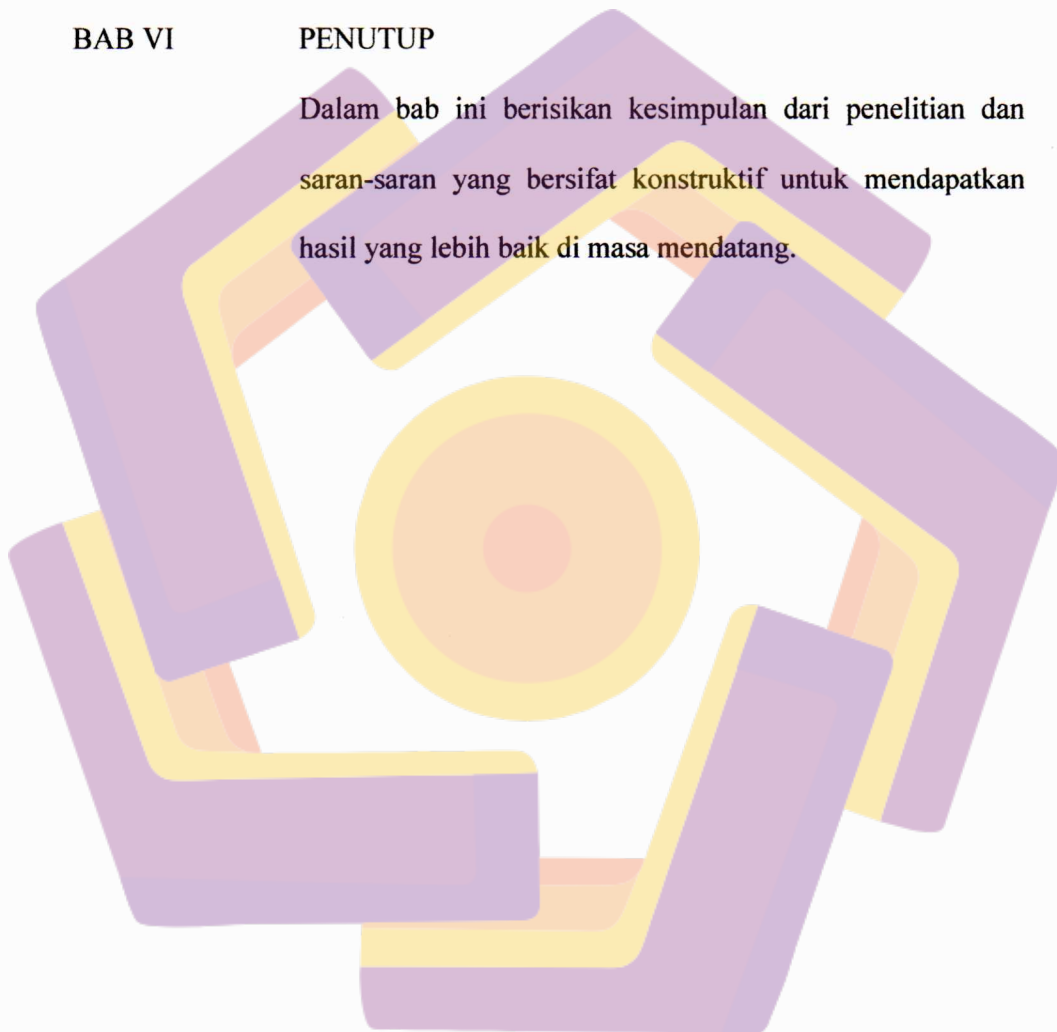 BAB VI PENUTUP
Dalam bab ini berisikan kesimpulan dari penelitian dan
saran-saran yang bersifat konstruktif untuk mendapatkan
hasil yang lebih baik di masa mendatang.